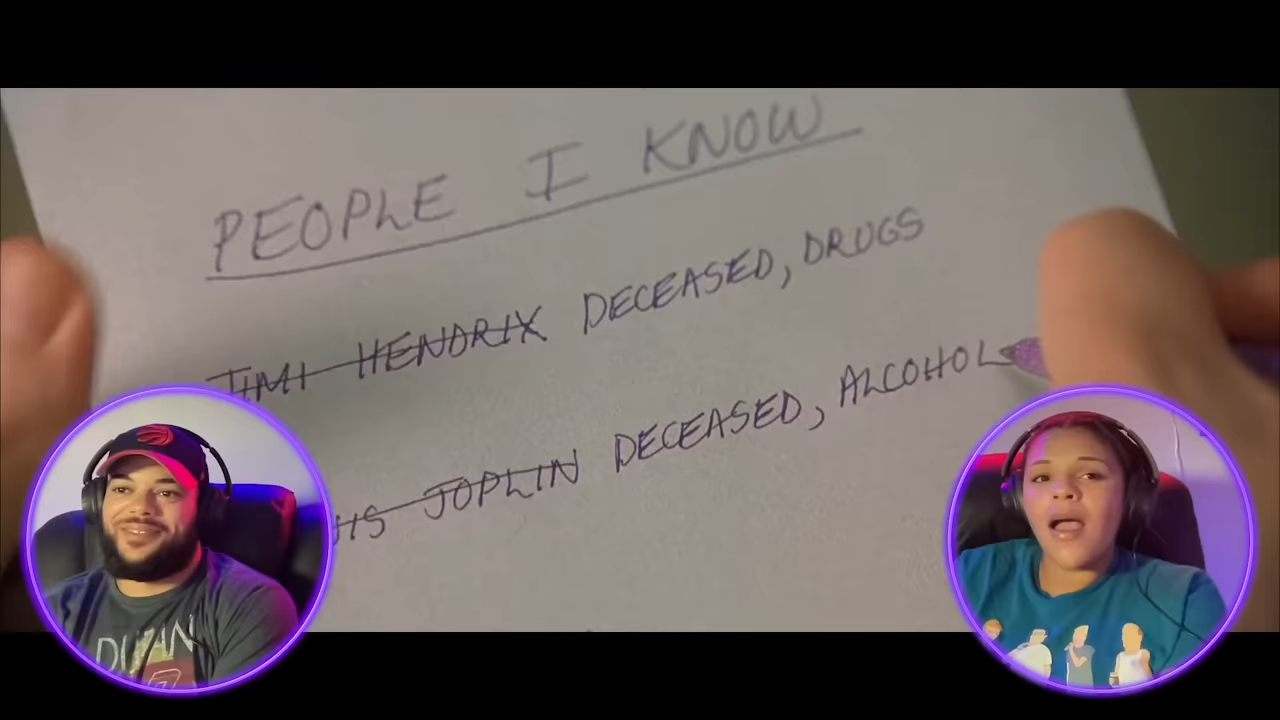 PEOPLE I KNOW
JIMI HENDRIX DECEASED, DRUGS
JOPLIN DECEASED, ALCOHOL